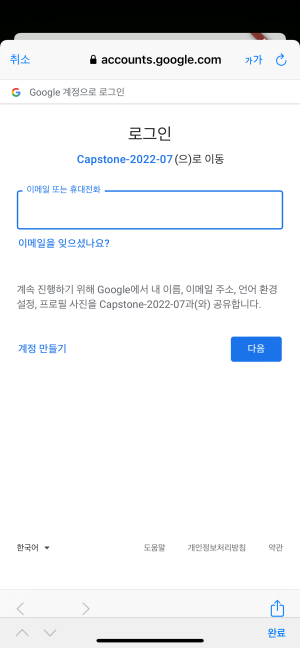 취소
accounts.google.com
가가
Google 계정으로 로그인
로그인
Capstone-2022-07(으)로 이동
이메일 또는 휴대전화
이메일을 잊으셨나요?
계속 진행하기 위해 Google에서 내 이름, 이메일 주소, 언어 환경
설정, 프로필 사진을 Capstone-2022-07과(와) 공유합니다.
계정 만들기
다음
한국어
도움말
개인정보처리방침
약관
완료